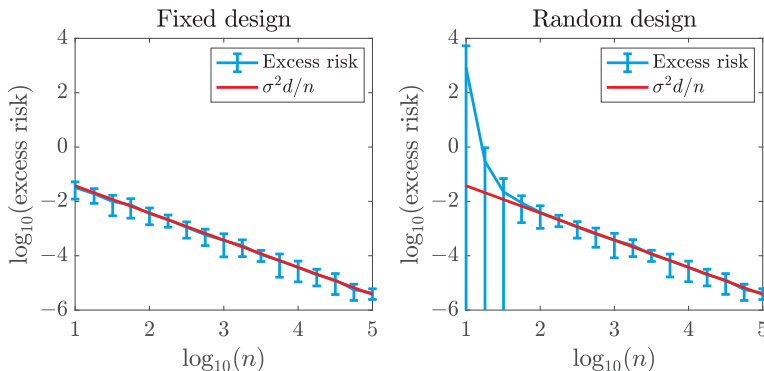 Fixed design
4
2
0
−2
−4
−6
log₁₀(excess risk)
Excess risk
σ²d/n
1
2
3
4
5
log₁₀(n)
Random design
4
2
0
−2
−4
−6
log₁₀(excess risk)
Excess risk
σ²d/n
1
2
3
4
5
log₁₀(n)